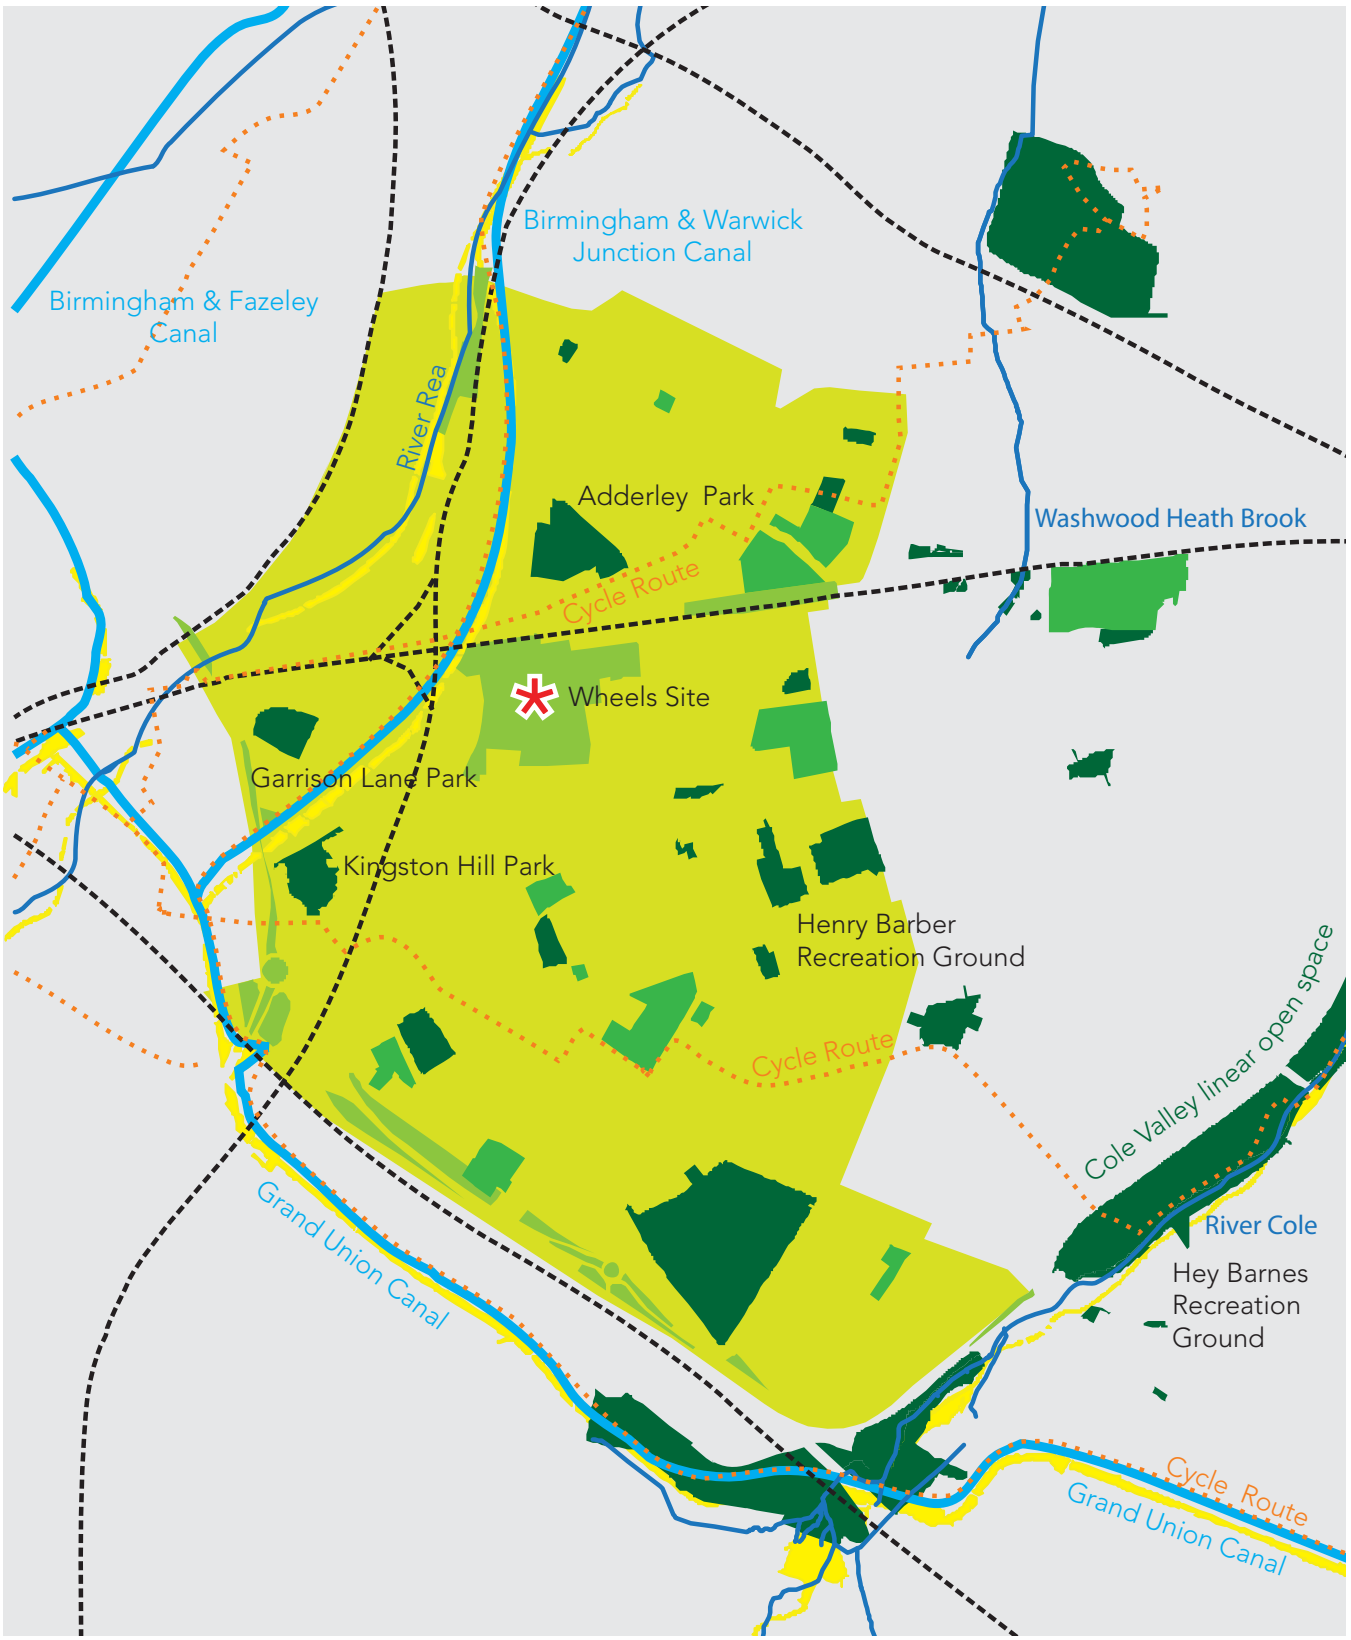 Birmingham & Warwick
Junction Canal
Birmingham & Fazeley
Canal
River Rea
Adderley Park
Washwood Heath Brook
Cycle Route
Wheels Site
Garrison Lane Park
Kingston Hill Park
Henry Barber
Recreation Ground
Cole Valley linear open space
Cycle Route
Grand Union Canal
River Cole
Hey Barnes
Recreation
Ground
Cycle Route
Grand Union Canal